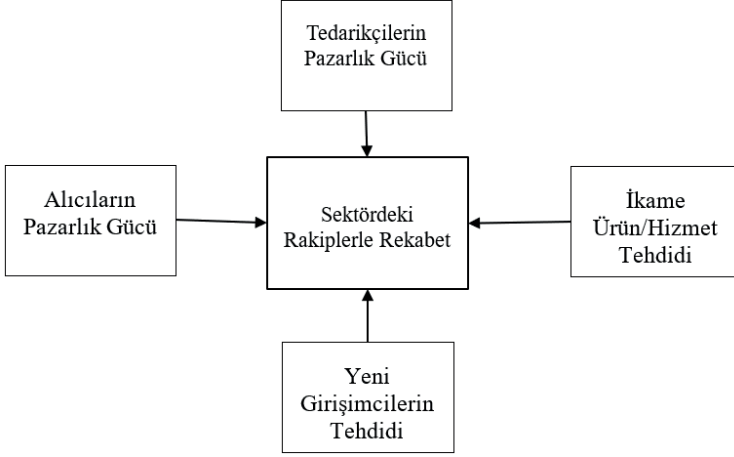 Tedarikçilerin
Pazarlık Gücü
Alıcıların
Pazarlık Gücü
Sektördeki
Rakiplerle Rekabet
İkame
Ürün/Hizmet
Tehdidi
Yeni
Girişimcilerin
Tehdidi